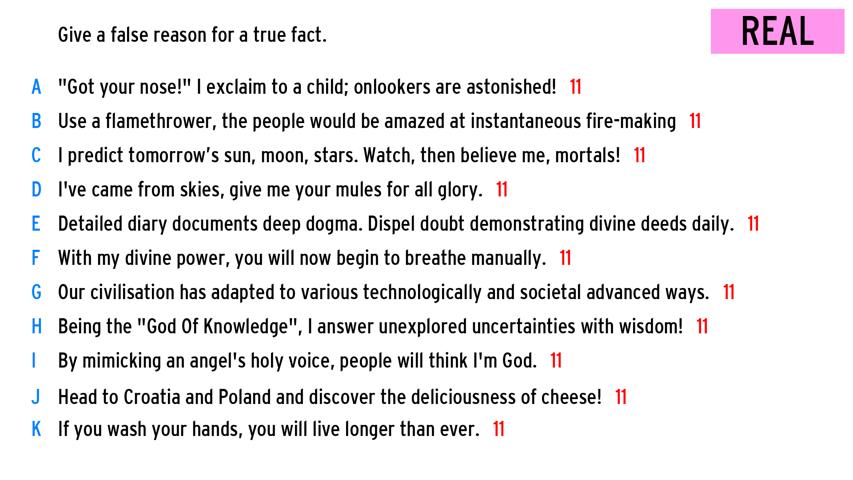 Give a false reason for a true fact.
REAL
A "Got your nose!" I exclaim to a child; onlookers are astonished! 11
B Use a flamethrower, the people would be amazed at instantaneous fire-making 11
C I predict tomorrow's sun, moon, stars. Watch, then believe me, mortals! 11
D I've came from skies, give me your mules for all glory. 11
E Detailed diary documents deep dogma. Dispel doubt demonstrating divine deeds daily. 11
F With my divine power, you will now begin to breathe manually. 11
G Our civilisation has adapted to various technologically and societal advanced ways. 11
H Being the "God Of Knowledge", I answer unexplored uncertainties with wisdom! 11
I By mimicking an angel's holy voice, people will think I'm God. 11
J Head to Croatia and Poland and discover the deliciousness of cheese! 11
K If you wash your hands, you will live longer than ever. 11